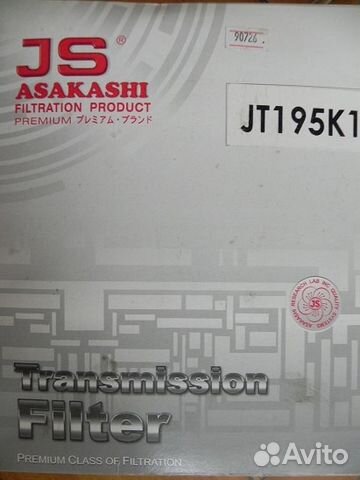 JS®
ASAKASHI
FILTRATION PRODUCT
PREMIUM プレミアム・ブランド
90726.
JT195K1
JS
Transmission
Filter
PREMIUM CLASS OF FILTRATION
Avito